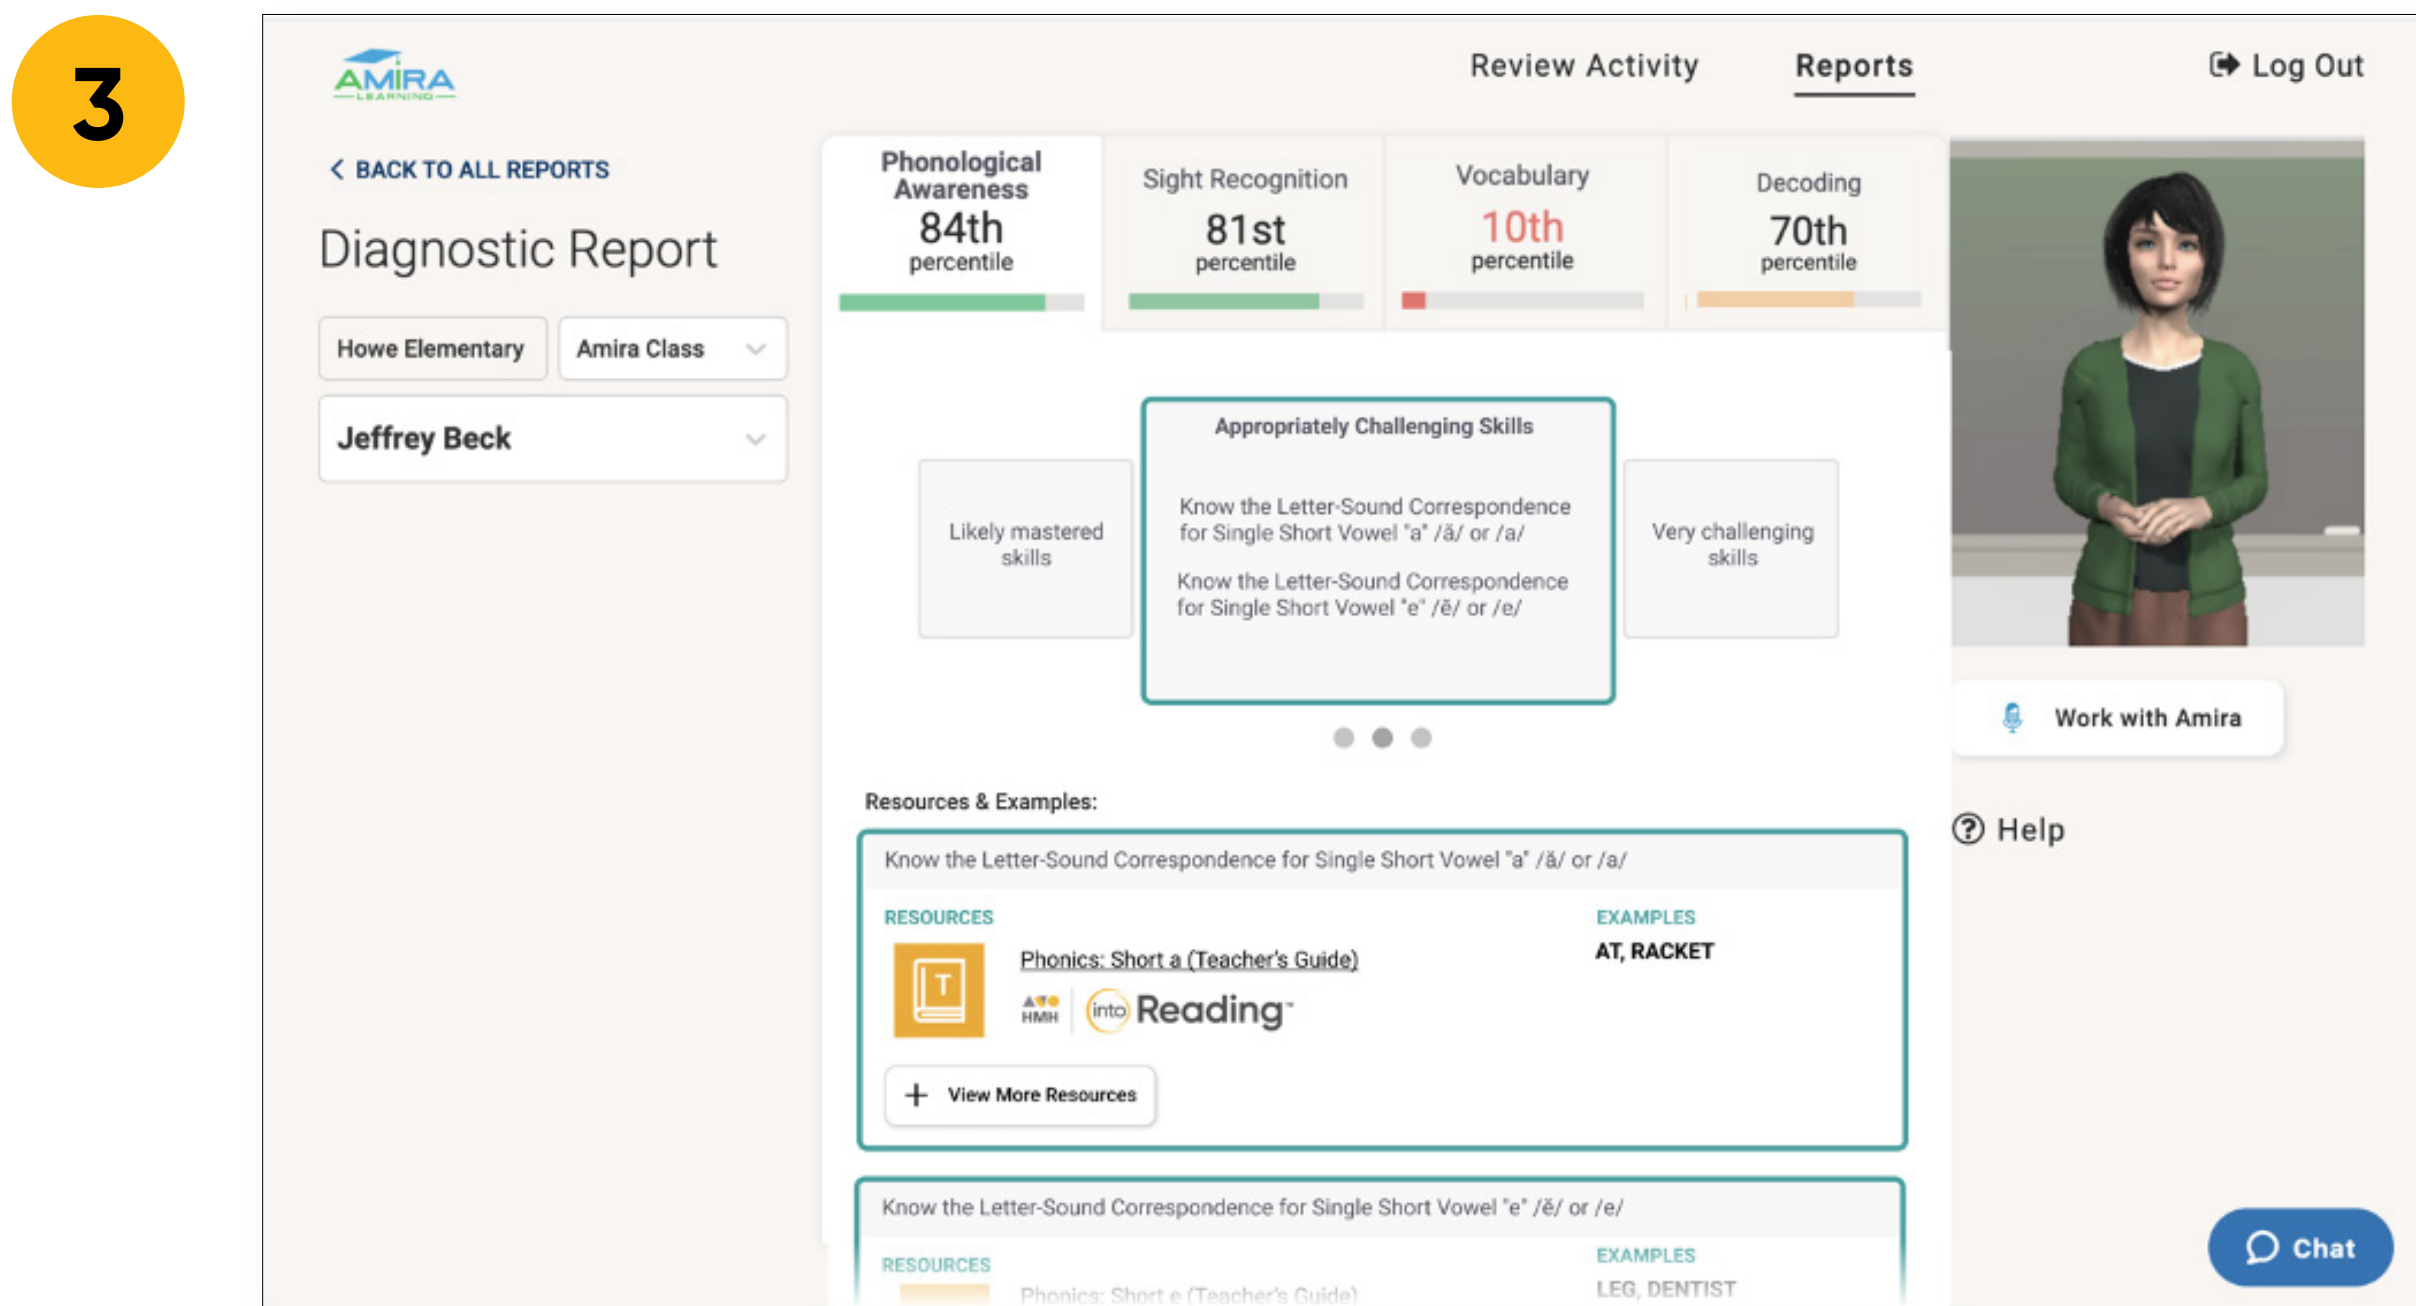 3
AMIRA
LEARNING
Review Activity
Reports
Log Out
BACK TO ALL REPORTS
Diagnostic Report
Howe Elementary
Amira Class
Jeffrey Beck
Phonological
Awareness
84th
percentile
Sight Recognition
81st
percentile
Vocabulary
10th
percentile
Decoding
70th
percentile
Likely mastered
skills
Appropriately Challenging Skills
Know the Letter-Sound Correspondence
for Single Short Vowel "a" /ă/ or /a/
Know the Letter-Sound Correspondence
for Single Short Vowel "e" /ĕ/ or /e/
Very challenging
skills
Work with Amira
Help
Resources & Examples:
Know the Letter-Sound Correspondence for Single Short Vowel "a" /ă/ or /a/
RESOURCES
EXAMPLES
T
Phonics: Short a (Teacher's Guide)
AT, RACKET
HMH
into Reading™
+ View More Resources
Know the Letter-Sound Correspondence for Single Short Vowel "e" /ĕ/ or /e/
RESOURCES
EXAMPLES
Phonics: Short e (Teacher's Guide)
LEG, DENTIST
Chat